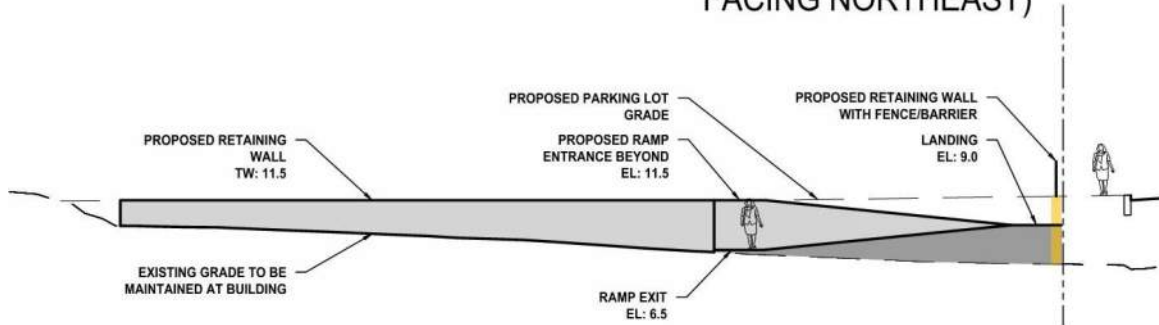 FACING NORTHEAST)
PROPOSED PARKING LOT
GRADE
PROPOSED RETAINING WALL
WITH FENCE/BARRIER
PROPOSED RETAINING
WALL
TW: 11.5
PROPOSED RAMP
ENTRANCE BEYOND
EL: 11.5
LANDING
EL: 9.0
EXISTING GRADE TO BE
MAINTAINED AT BUILDING
RAMP EXIT
EL: 6.5